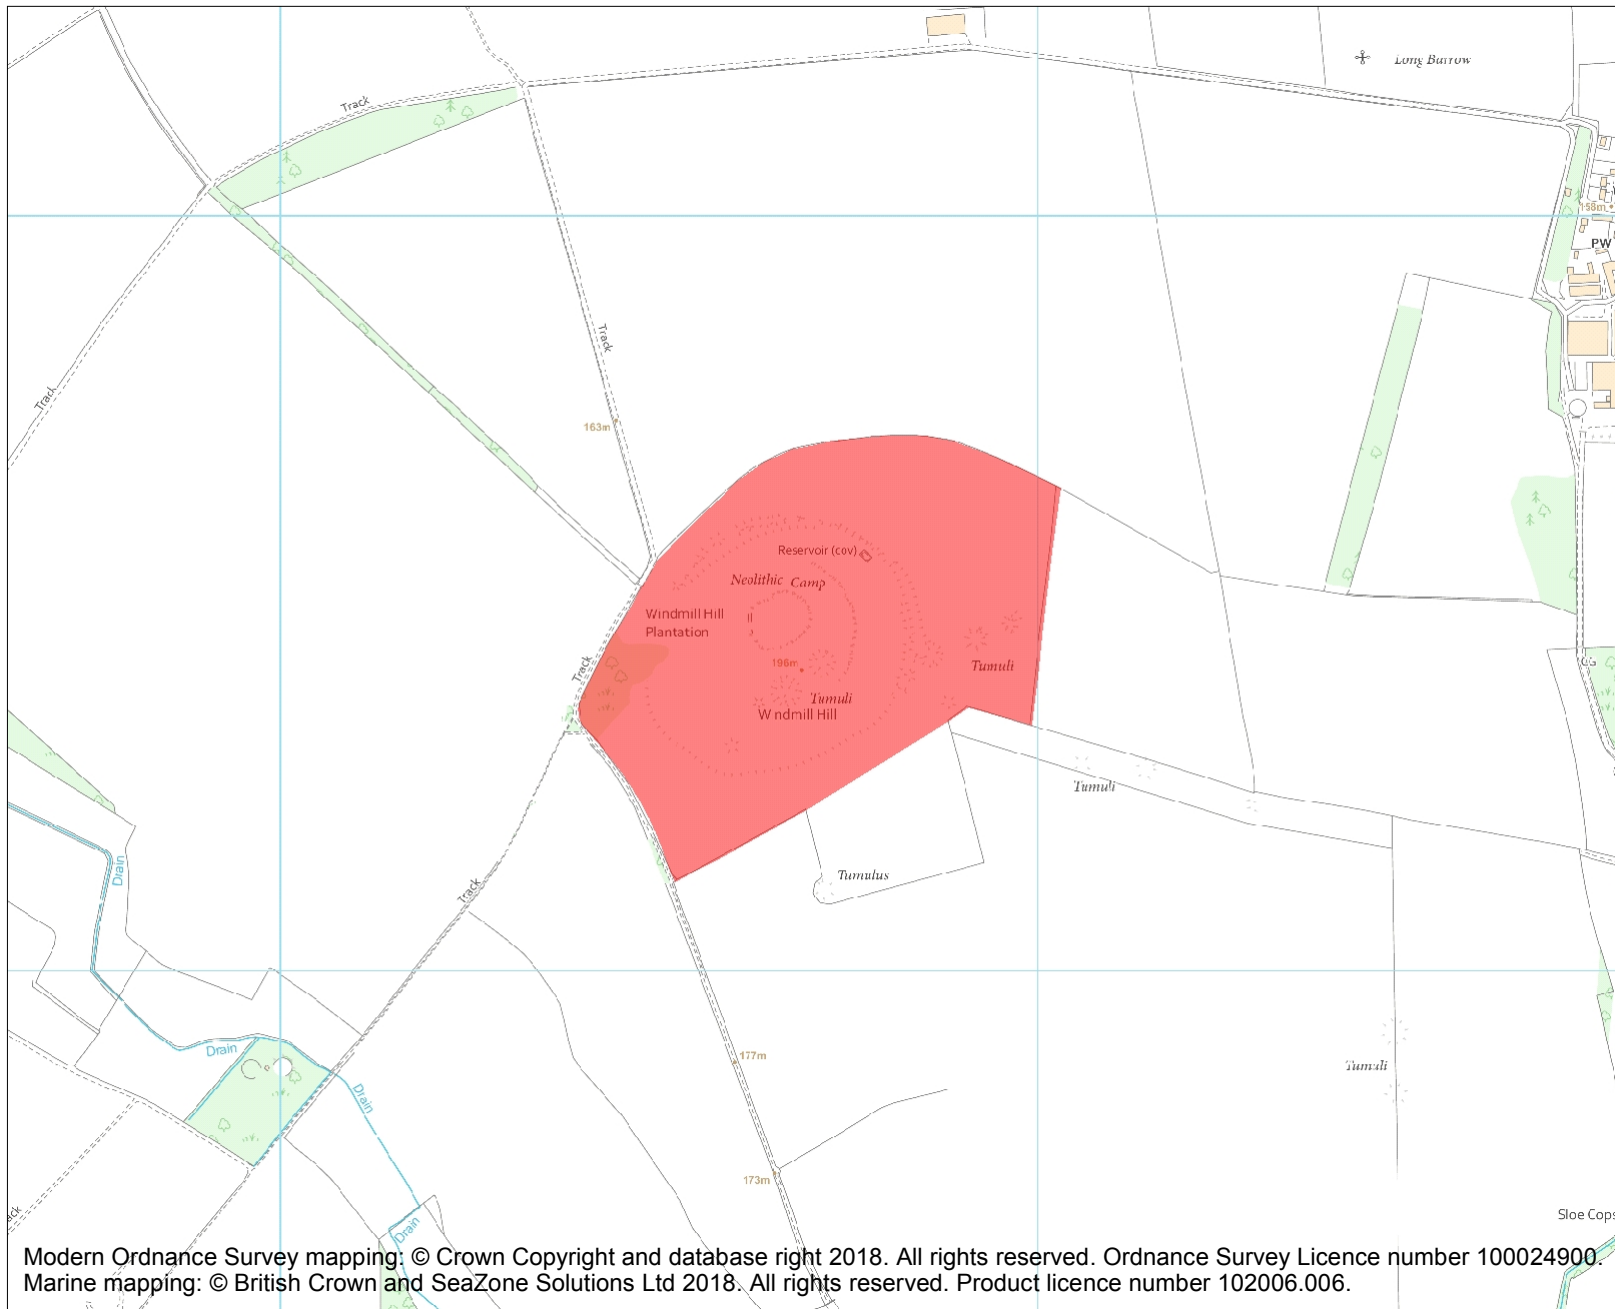 Long Barrow
Track
158m
PW
Track
Track
163m
Reservoir (cov)
Neolithic Camp
Windmill Hill
Plantation
Track
196m
Tumuli
Tumuli
Windmill Hill
CG
Tumuli
Drain
Track
Tumulus
Drain
177m
Tumuli
Drain
173m
ack
Drain
Sloe Cops
Modern Ordnance Survey mapping: © Crown Copyright and database right 2018. All rights reserved. Ordnance Survey Licence number 100024900.
Marine mapping: © British Crown and SeaZone Solutions Ltd 2018. All rights reserved. Product licence number 102006.006.